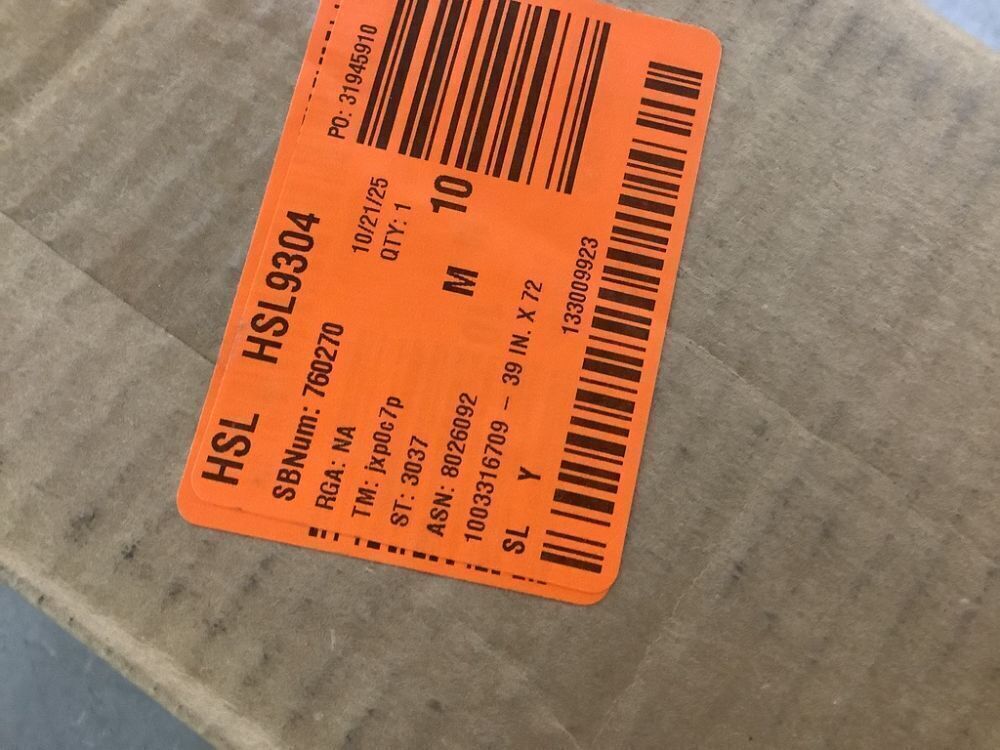 HSL HSL9304
SBNum: 760270
RGA: NA 10/21/25 PO: 31945910
TM: jxp0c7p QTY: 1
ST: 3037
ASN: 8026092 M 10
1003316709 - 39 IN. X 72
SL Y
133009923